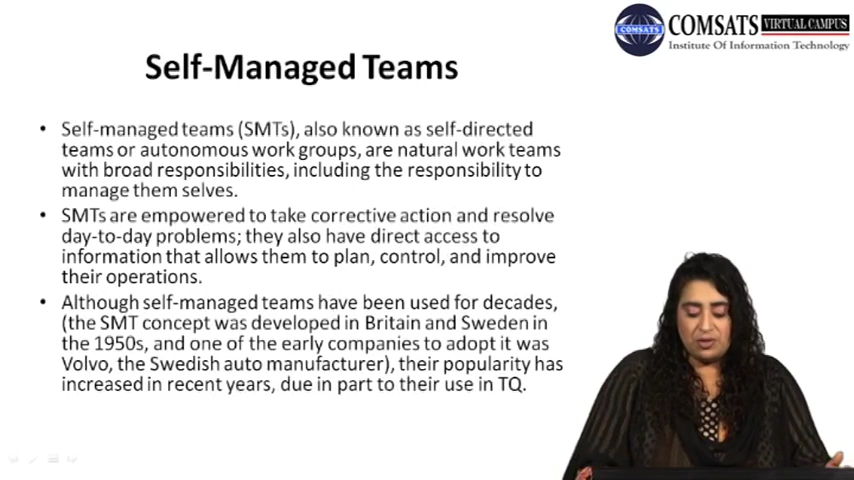 COMSATS VIRTUAL CAMPUS
Institute Of Information Technology
COMSATS
Self-Managed Teams
• Self-managed teams (SMTs), also known as self-directed
teams or autonomous work groups, are natural work teams
with broad responsibilities, including the responsibility to
manage them selves.
• SMTs are empowered to take corrective action and resolve
day-to-day problems; they also have direct access to
information that allows them to plan, control, and improve
their operations.
• Although self-managed teams have been used for decades,
(the SMT concept was developed in Britain and Sweden in
the 1950s, and one of the early companies to adopt it was
Volvo, the Swedish auto manufacturer), their popularity has
increased in recent years, due in part to their use in TQ.